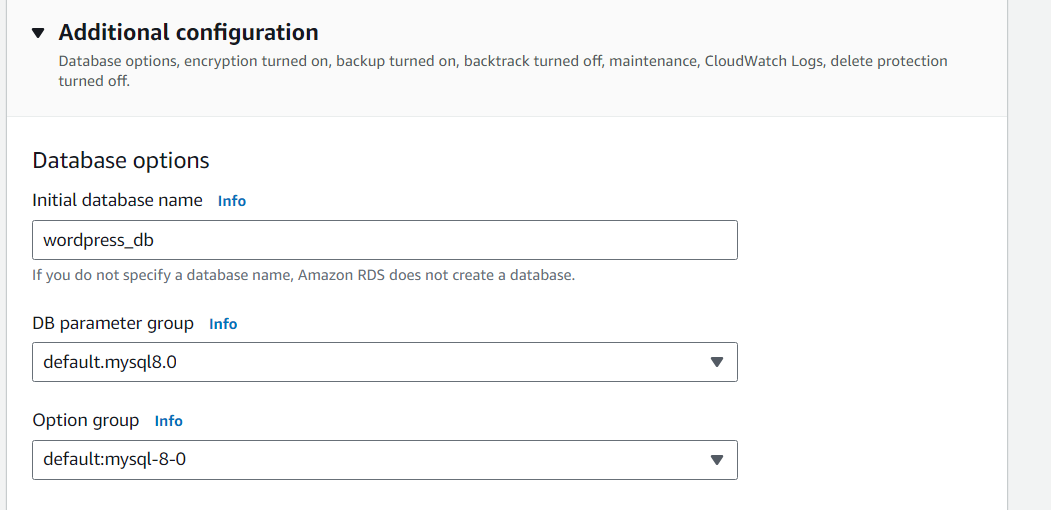 Additional configuration
Database options, encryption turned on, backup turned on, backtrack turned off, maintenance, CloudWatch Logs, delete protection
turned off.
Database options
Initial database name Info
wordpress_db
If you do not specify a database name, Amazon RDS does not create a database.
DB parameter group Info
default.mysql8.0
Option group Info
default:mysql-8-0